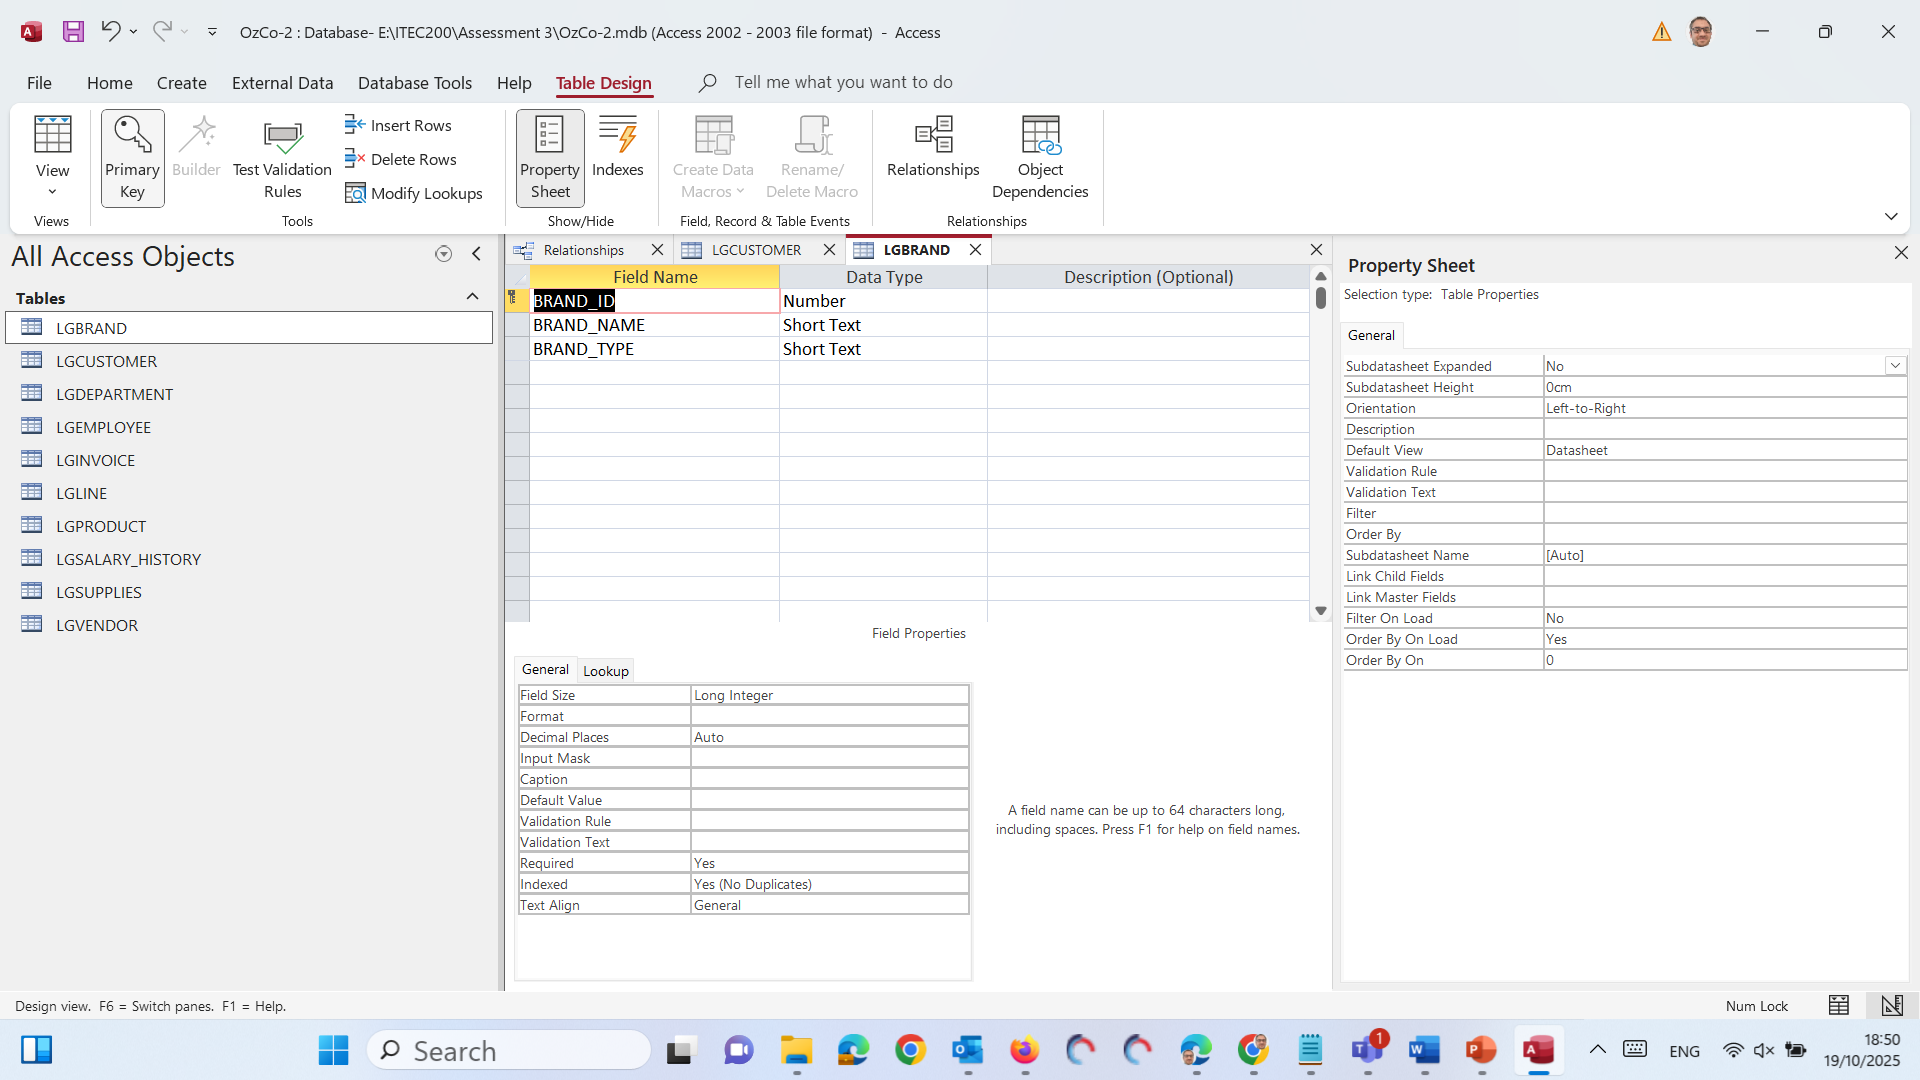 OzCo-2 : Database- E:\ITEC200\Assessment 3\OzCo-2.mdb (Access 2002 - 2003 file format)  -  Access
File
Home
Create
External Data
Database Tools
Help
Table Design
Tell me what you want to do
View
Primary
Key
Builder
Test Validation
Rules
Insert Rows
Delete Rows
Modify Lookups
Property
Sheet
Indexes
Create Data
Macros
Rename/
Delete Macro
Relationships
Object
Dependencies
Views
Tools
Show/Hide
Field, Record & Table Events
Relationships
All Access Objects
Tables
LGBRAND
LGCUSTOMER
LGDEPARTMENT
LGEMPLOYEE
LGINVOICE
LGLINE
LGPRODUCT
LGSALARY_HISTORY
LGSUPPLIES
LGVENDOR
Relationships
LGCUSTOMER
LGBRAND
Field Name Data Type Description (Optional)
BRAND_ID Number
BRAND_NAME Short Text
BRAND_TYPE Short Text
Field Properties
General Lookup
Field Size Long Integer
Format
Decimal Places Auto
Input Mask
Caption
Default Value
Validation Rule
Validation Text
Required Yes
Indexed Yes (No Duplicates)
Text Align General
A field name can be up to 64 characters long,
including spaces. Press F1 for help on field names.
Property Sheet
Selection type:  Table Properties
General
Subdatasheet Expanded No
Subdatasheet Height 0cm
Orientation Left-to-Right
Description
Default View Datasheet
Validation Rule
Validation Text
Filter
Order By
Subdatasheet Name [Auto]
Link Child Fields
Link Master Fields
Filter On Load No
Order By On Load Yes
Order By On 0
Design view.  F6 = Switch panes.  F1 = Help.
Num Lock
Search
1
ENG
18:50
19/10/2025